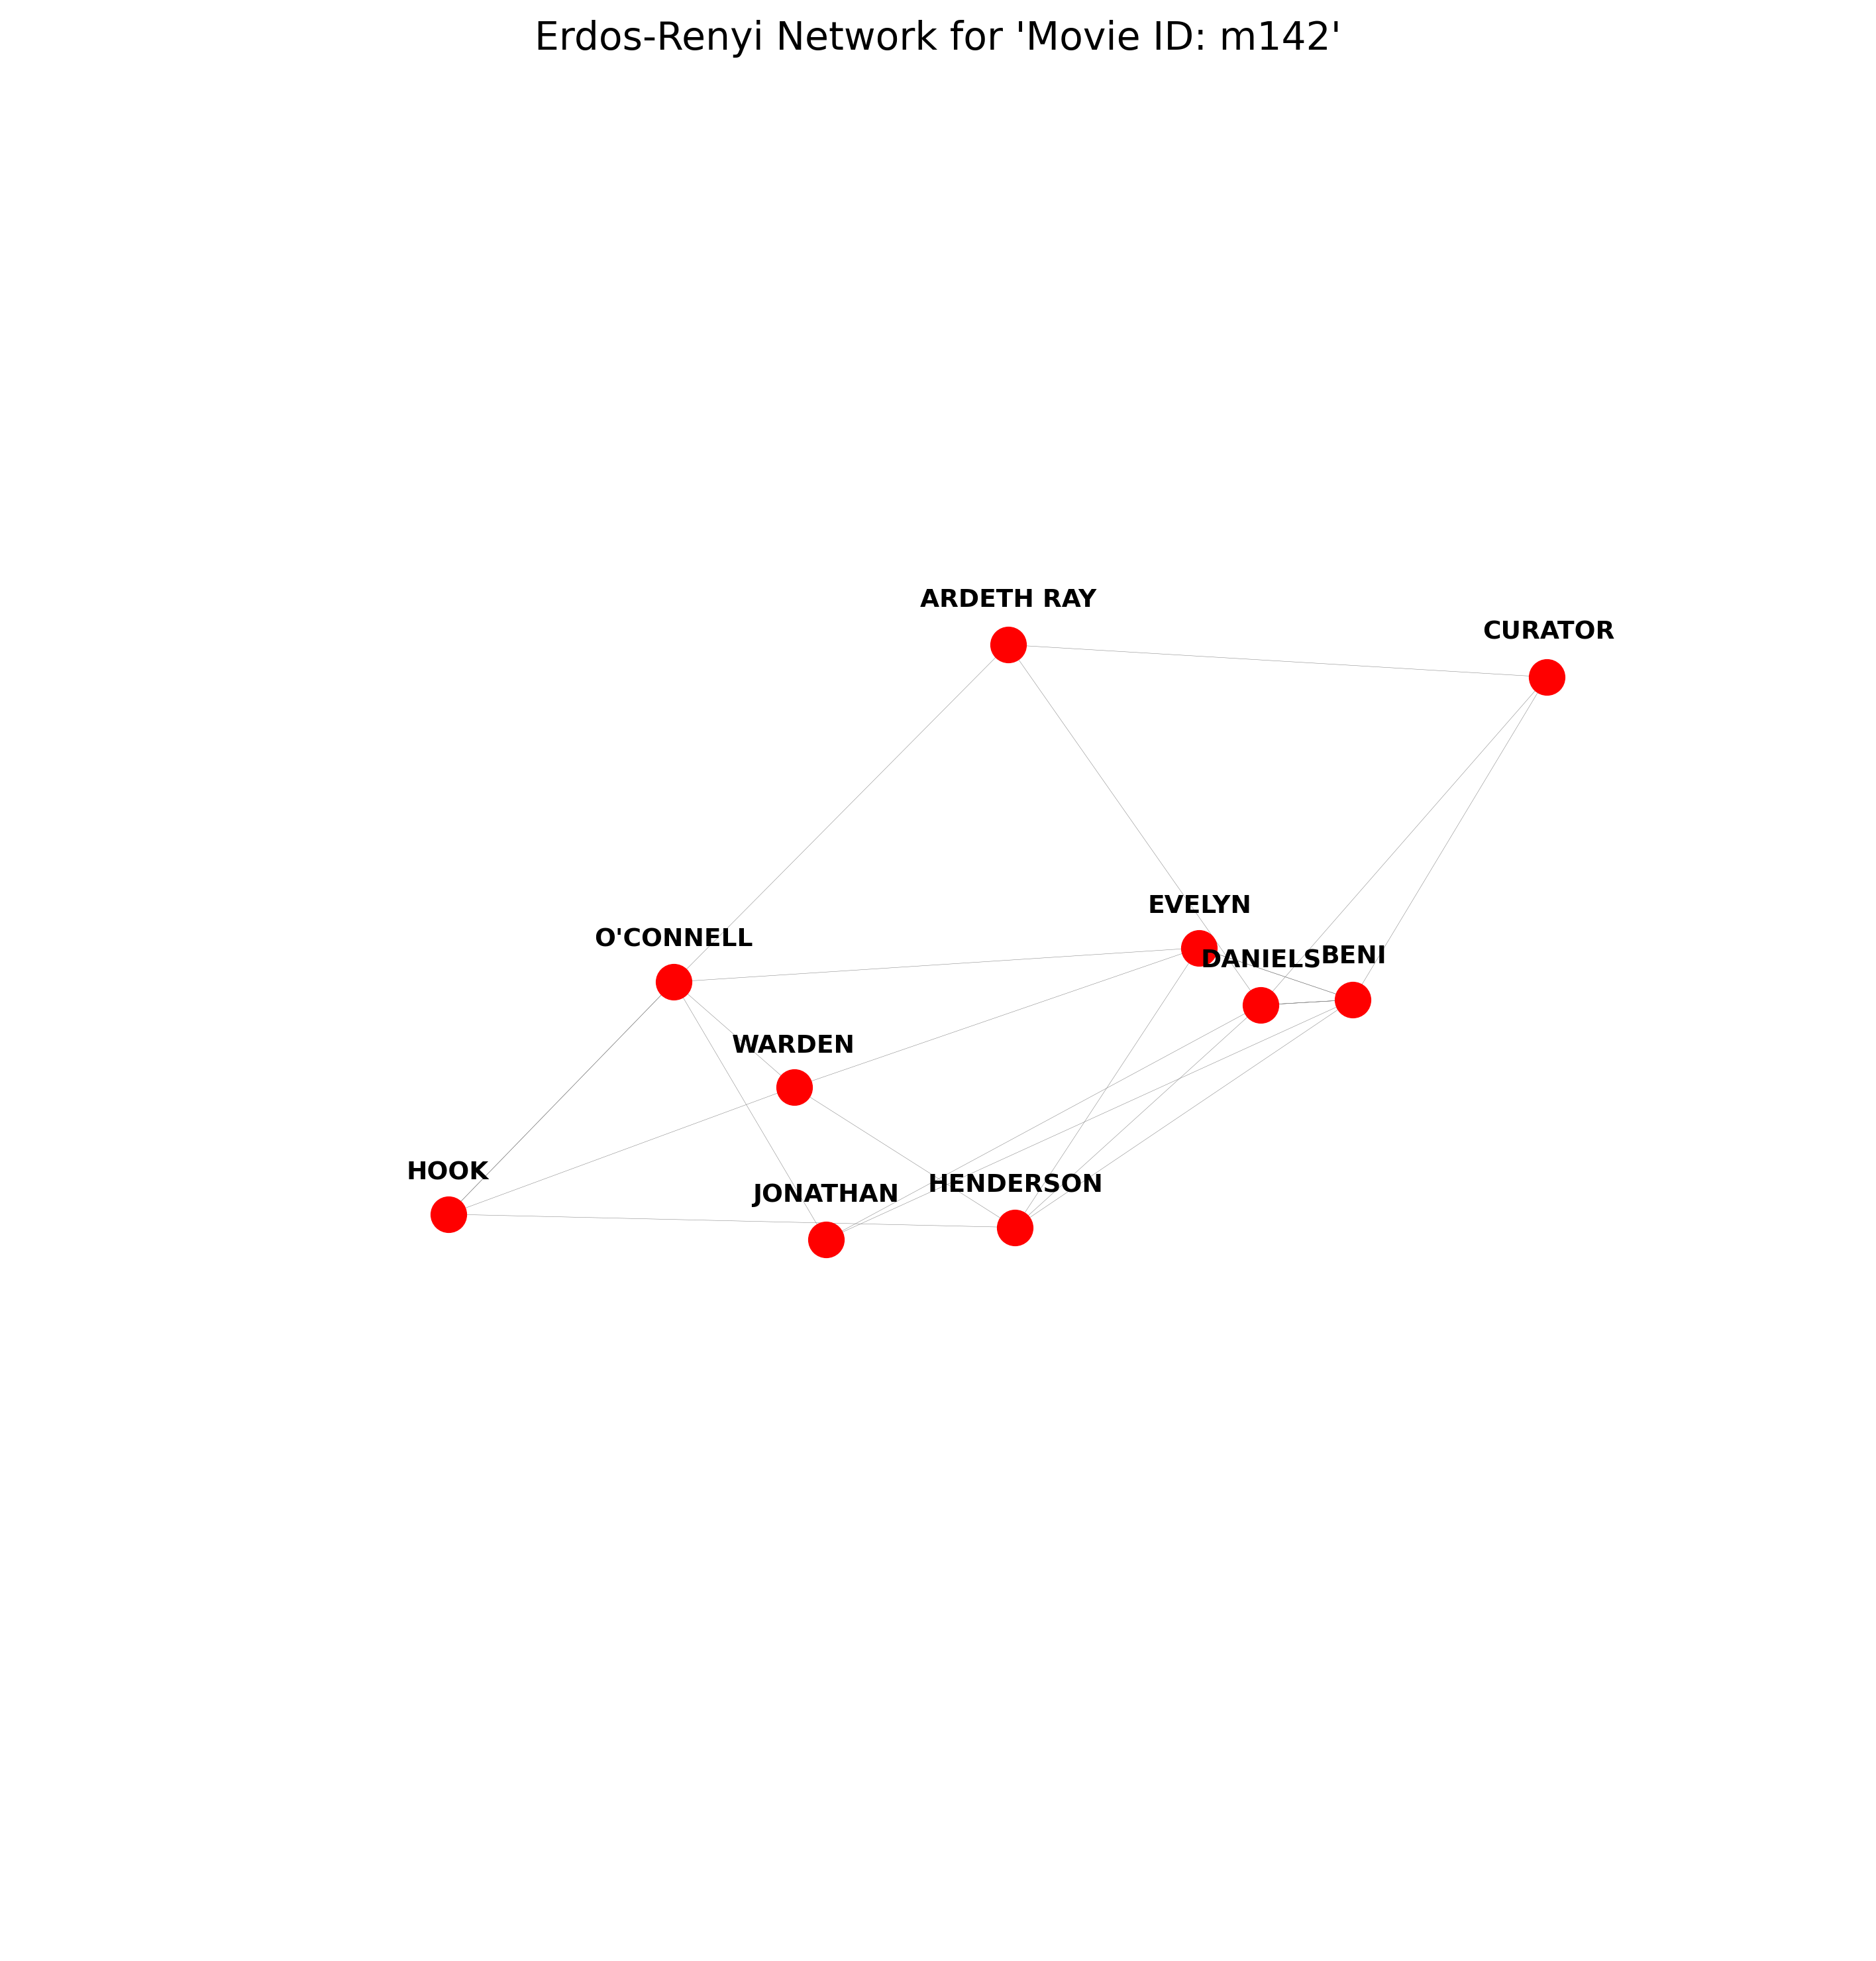 Erdos-Renyi Network for 'Movie ID: m142'
ARDETH RAY
CURATOR
EVELYN
O'CONNELL
DANIELS
BENI
WARDEN
HOOK
JONATHAN
HENDERSON